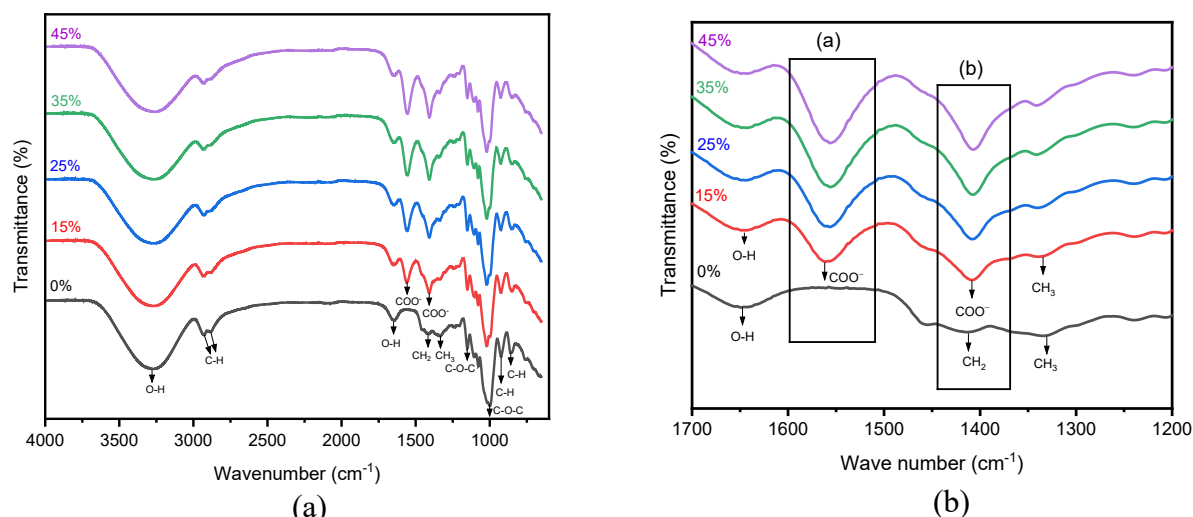 45%
35%
25%
15%
0%
COO⁻
COO⁻
O-H
CH₂
CH₃
C-O-C
C-H
C-H
O-H
C-H
C-O-C
Transmittance (%)
4000 3500 3000 2500 2000 1500 1000
Wavenumber (cm⁻¹)
(a)
45%
35%
25%
15%
0%
(a)
(b)
O-H
COO⁻
CH₃
COO⁻
O-H
CH₂
CH₃
Transmittance (%)
1700 1600 1500 1400 1300 1200
Wave number (cm⁻¹)
(b)